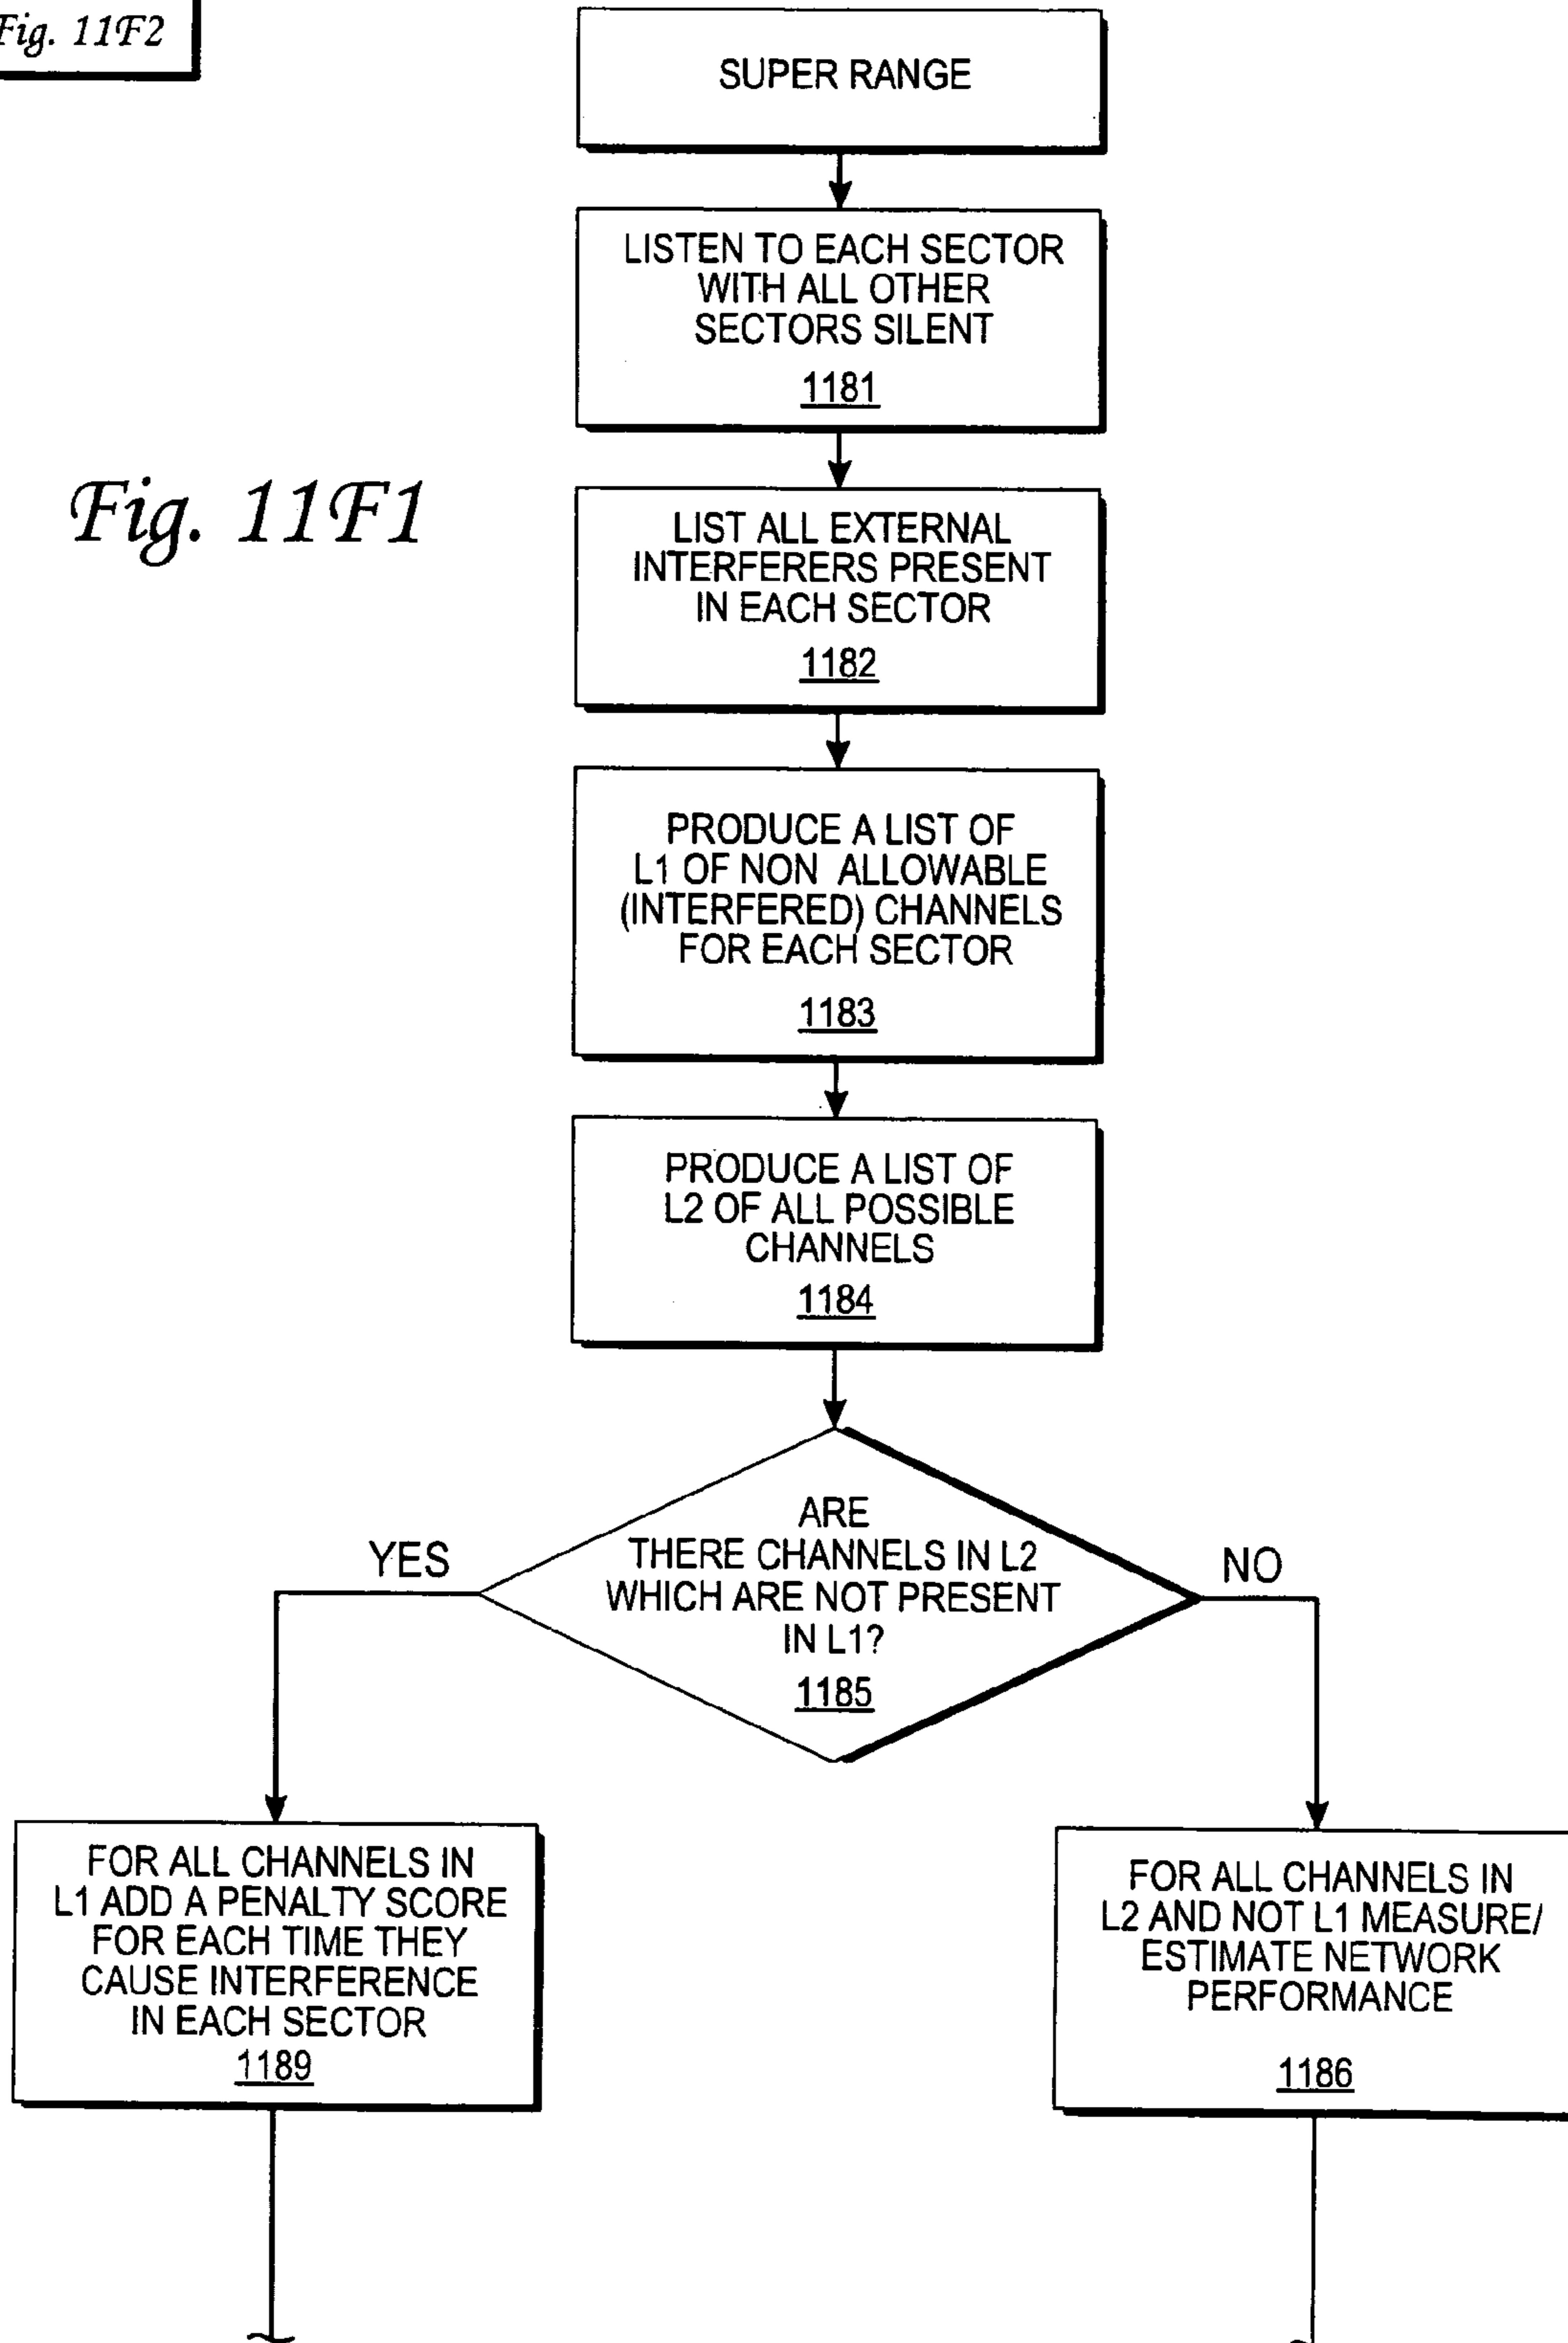 Fig. 11F2
SUPER RANGE
LISTEN TO EACH SECTOR
WITH ALL OTHER
SECTORS SILENT
1181
Fig. 11F1
LIST ALL EXTERNAL
INTERFERERS PRESENT
IN EACH SECTOR
1182
PRODUCE A LIST OF
L1 OF NON ALLOWABLE
(INTERFERED) CHANNELS
FOR EACH SECTOR
1183
PRODUCE A LIST OF
L2 OF ALL POSSIBLE
CHANNELS
1184
ARE
THERE CHANNELS IN L2
WHICH ARE NOT PRESENT
IN L1?
1185
YES
NO
FOR ALL CHANNELS IN
L1 ADD A PENALTY SCORE
FOR EACH TIME THEY
CAUSE INTERFERENCE
IN EACH SECTOR
1189
FOR ALL CHANNELS IN
L2 AND NOT L1 MEASURE/
ESTIMATE NETWORK
PERFORMANCE
1186